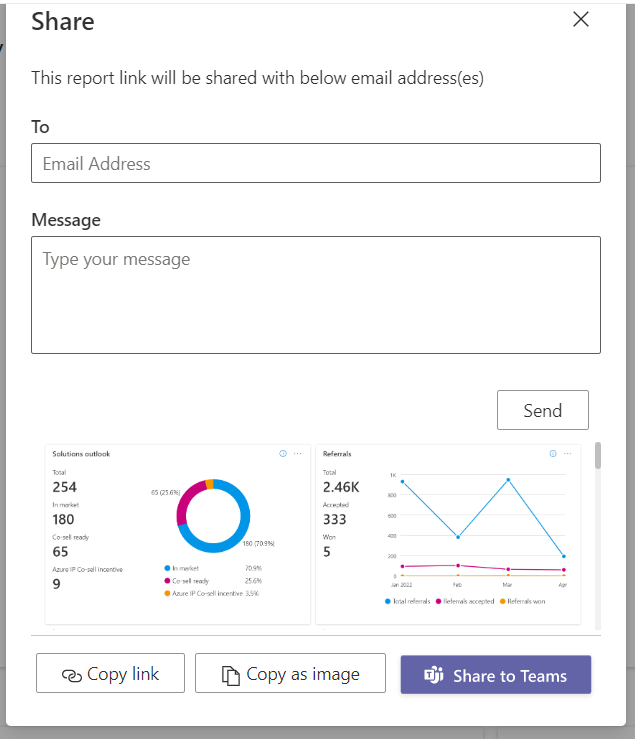 Share
This report link will be shared with below email address(es)
To
Email Address
Message
Type your message
Send
Solutions outlook
Total
254
In market
180
Co-sell ready
65
Azure IP Co-sell incentive
9
65 (25.6%)
180 (70.9%)
In market 70.9%
Co-sell ready 25.6%
Azure IP Co-sell incentive 3.5%
Referrals
Total
2.46K
Accepted
333
Won
5
1K
800
600
400
200
0
Jan 2022 Feb Mar Apr
Total referrals Referrals accepted Referrals won
Copy link
Copy as image
Share to Teams